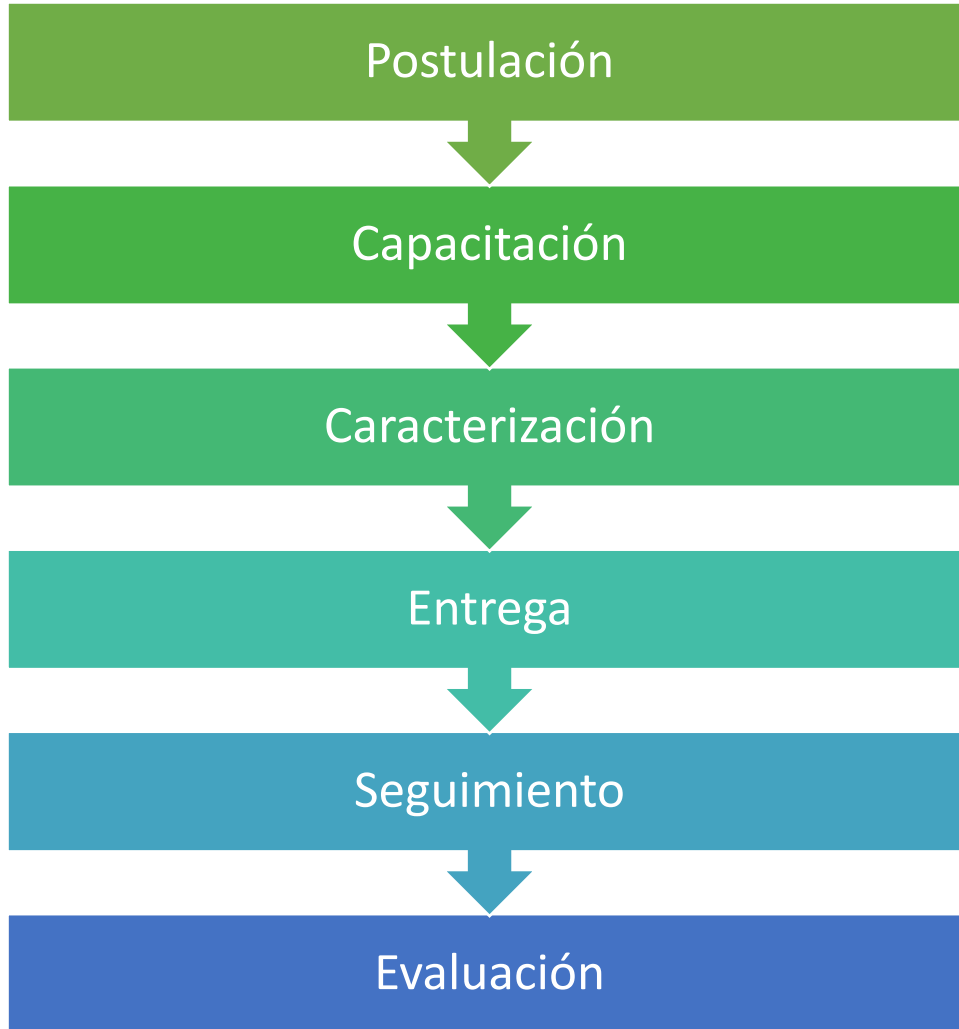 Postulación
Capacitación
Caracterización
Entrega
Seguimiento
Evaluación